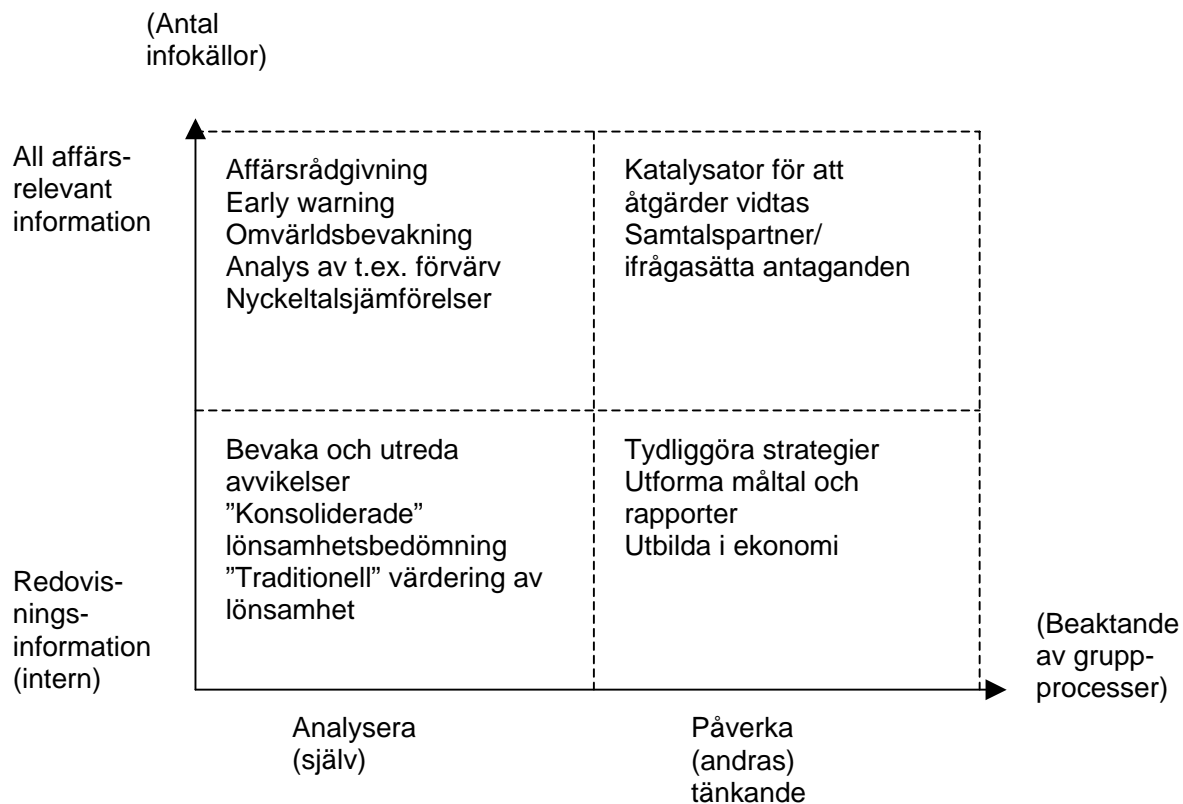 (Antal
infokällor)
All affärs-
relevant
information
Affärsrådgivning
Early warning
Omvärldsbevakning
Analys av t.ex. förvärv
Nyckeltalsjämförelser
Katalysator för att
åtgärder vidtas
Samtalspartner/
ifrågasätta antaganden
Redovis-
nings-
information
(intern)
Bevaka och utreda
avvikelser
”Konsoliderade”
lönsamhetsbedömning
”Traditionell” värdering av
lönsamhet
Tydliggöra strategier
Utforma måltal och
rapporter
Utbilda i ekonomi
(Beaktande
av grupp-
processer)
Analysera
(själv)
Påverka
(andras)
tänkande